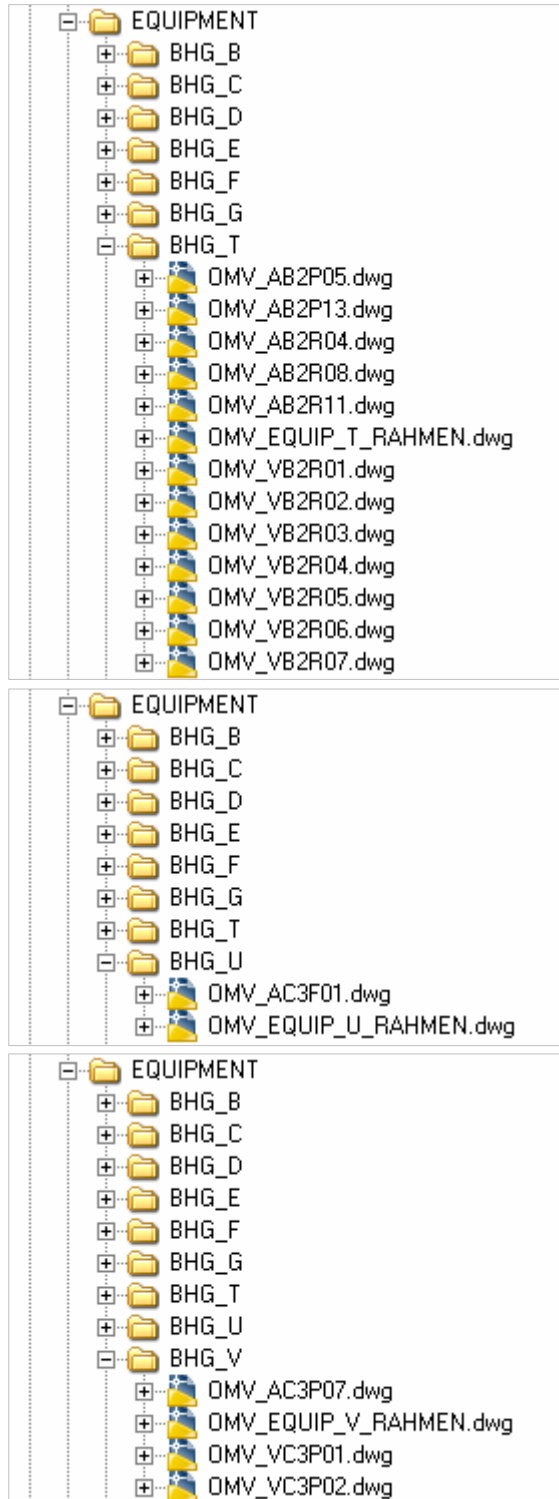 EQUIPMENT
BHG_B
BHG_C
BHG_D
BHG_E
BHG_F
BHG_G
BHG_T
OMV_AB2P05.dwg
OMV_AB2P13.dwg
OMV_AB2R04.dwg
OMV_AB2R08.dwg
OMV_AB2R11.dwg
OMV_EQUIP_T_RAHMEN.dwg
OMV_VB2R01.dwg
OMV_VB2R02.dwg
OMV_VB2R03.dwg
OMV_VB2R04.dwg
OMV_VB2R05.dwg
OMV_VB2R06.dwg
OMV_VB2R07.dwg
EQUIPMENT
BHG_B
BHG_C
BHG_D
BHG_E
BHG_F
BHG_G
BHG_T
BHG_U
OMV_AC3F01.dwg
OMV_EQUIP_U_RAHMEN.dwg
EQUIPMENT
BHG_B
BHG_C
BHG_D
BHG_E
BHG_F
BHG_G
BHG_T
BHG_U
BHG_V
OMV_AC3P07.dwg
OMV_EQUIP_V_RAHMEN.dwg
OMV_VC3P01.dwg
OMV_VC3P02.dwg